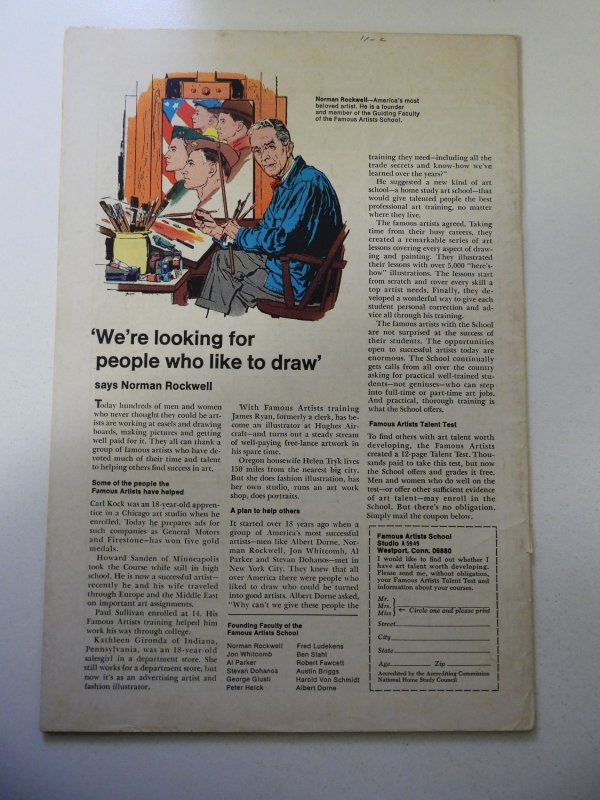 11-2
Norman Rockwell—America's most
beloved artist. He is a founder
and member of the Guiding Faculty
of the Famous Artists School.
'We're looking for
people who like to draw'
says Norman Rockwell
Today hundreds of men and women
who never thought they could be art-
ists are working at easels and drawing
boards, making pictures and getting
well paid for it. They all can thank a
group of famous artists who have de-
voted much of their time and talent
to helping others find success in art.
Some of the people the
Famous Artists have helped
Carl Kock was an 18-year-old appren-
tice in a Chicago art studio when he
enrolled. Today he prepares ads for
such companies as General Motors
and Firestone—has won five gold
medals.
Howard Sanden of Minneapolis
took the Course while still in high
school. He is now a successful artist—
recently he and his wife traveled
through Europe and the Middle East
on important art assignments.
Paul Sullivan enrolled at 14. His
Famous Artists training helped him
work his way through college.
Kathleen Gironda of Indiana,
Pennsylvania, was an 18-year-old
salesgirl in a department store. She
still works for a department store, but
now it's as an advertising artist and
fashion illustrator.
With Famous Artists training
James Ryan, formerly a clerk, has be-
come an illustrator at Hughes Air-
craft—and turns out a steady stream
of well-paying free-lance artwork in
his spare time.
Oregon housewife Helen Tryk lives
150 miles from the nearest big city.
But she does fashion illustration, has
her own studio, runs an art work
shop, does portraits.
A plan to help others
It started over 18 years ago when a
group of America's most successful
artists—men like Albert Dorne, Nor-
man Rockwell, Jon Whitcomb, Al
Parker and Stevan Dohanos—met in
New York City. They knew that all
over America there were people who
liked to draw who could be turned
into good artists. Albert Dorne asked,
"Why can't we give these people the
Founding Faculty of the
Famous Artists School
Norman Rockwell
Jon Whitcomb
Al Parker
Stevan Dohanos
George Giusti
Peter Helck
Fred Ludekens
Ben Stahl
Robert Fawcett
Austin Briggs
Harold Von Schmidt
Albert Dorne
training they need—including all the
trade secrets and know-how we've
learned over the years?"
He suggested a new kind of art
school—a home study art school—that
would give talented people the best
professional art training, no matter
where they live.
The famous artists agreed. Taking
time from their busy careers, they
created a remarkable series of art
lessons covering every aspect of draw-
ing and painting. They illustrated
their lessons with over 5,000 "here's-
how" illustrations. The lessons start
from scratch and cover every skill a
top artist needs. Finally, they de-
veloped a wonderful way to give each
student personal correction and ad-
vice all through his training.
The famous artists with the School
are not surprised at the success of
their students. The opportunities
open to successful artists today are
enormous. The School continually
gets calls from all over the country
asking for practical well-trained stu-
dents—not geniuses—who can step
into full-time or part-time art jobs.
And practical, thorough training is
what the School offers.
Famous Artists Talent Test
To find others with art talent worth
developing, the Famous Artists
created a 12-page Talent Test. Thou-
sands paid to take this test, but now
the School offers and grades it free.
Men and women who do well on the
test—or offer other sufficient evidence
of art talent—may enroll in the
School. But there's no obligation.
Simply mail the coupon below.
Famous Artists School
Studio A 5949
Westport, Conn. 06880
I would like to find out whether I
have art talent worth developing.
Please send me, without obligation,
your Famous Artists Talent Test and
information about your courses.
Mr.
Mrs.
Miss ← Circle one and please print
Street
City
State
Age Zip
Accredited by the Accrediting Commission
National Home Study Council